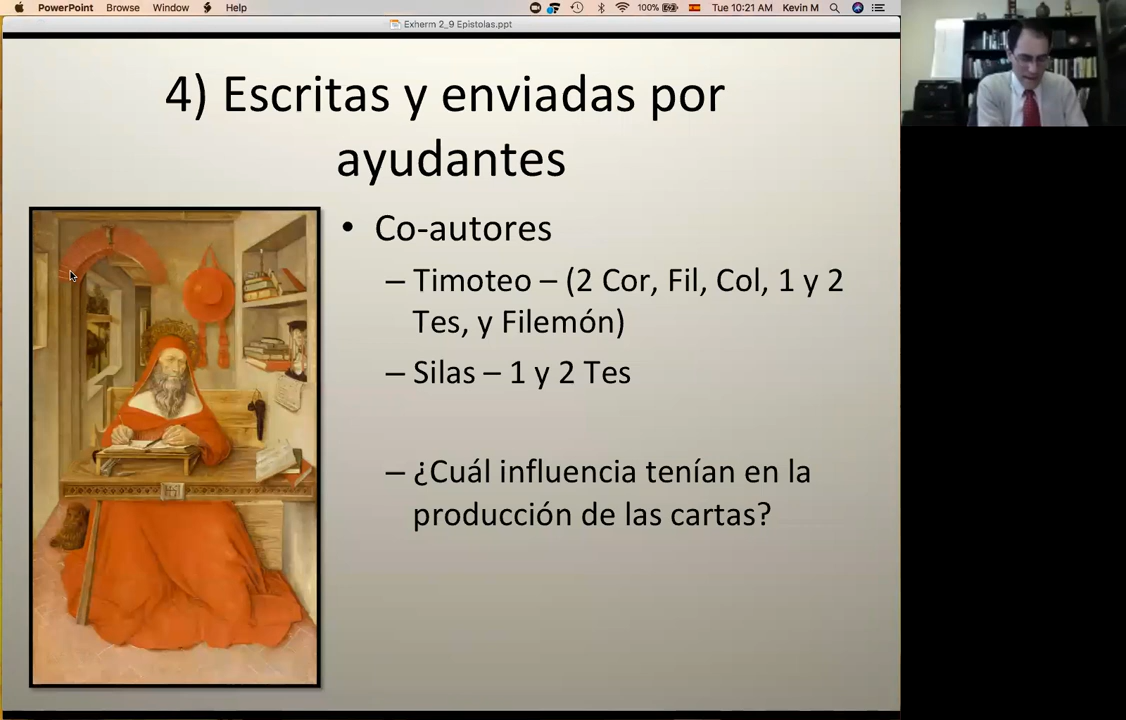 PowerPoint Browse Window Help 100% Tue 10:21 AM Kevin M
Exherm 2_9 Epistolas.ppt
4) Escritas y enviadas por
ayudantes
• Co-autores
– Timoteo – (2 Cor, Fil, Col, 1 y 2
Tes, y Filemón)
– Silas – 1 y 2 Tes
– ¿Cuál influencia tenían en la
producción de las cartas?